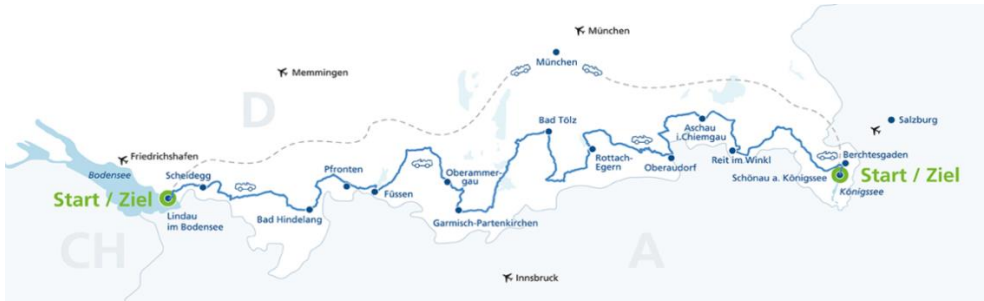 München
München
Memmingen
D
Salzburg
Bad Tölz
Aschau
i.Chiemgau
Friedrichshafen
Bodensee
Scheidegg
Pfronten
Oberammer-
gau
Rottach-
Egern
Oberaudorf
Reit im Winkl
Berchtesgaden
Schönau a. Königssee
Start / Ziel
Königssee
Start / Ziel
Lindau
im Bodensee
Bad Hindelang
Füssen
Garmisch-Partenkirchen
CH
A
Innsbruck